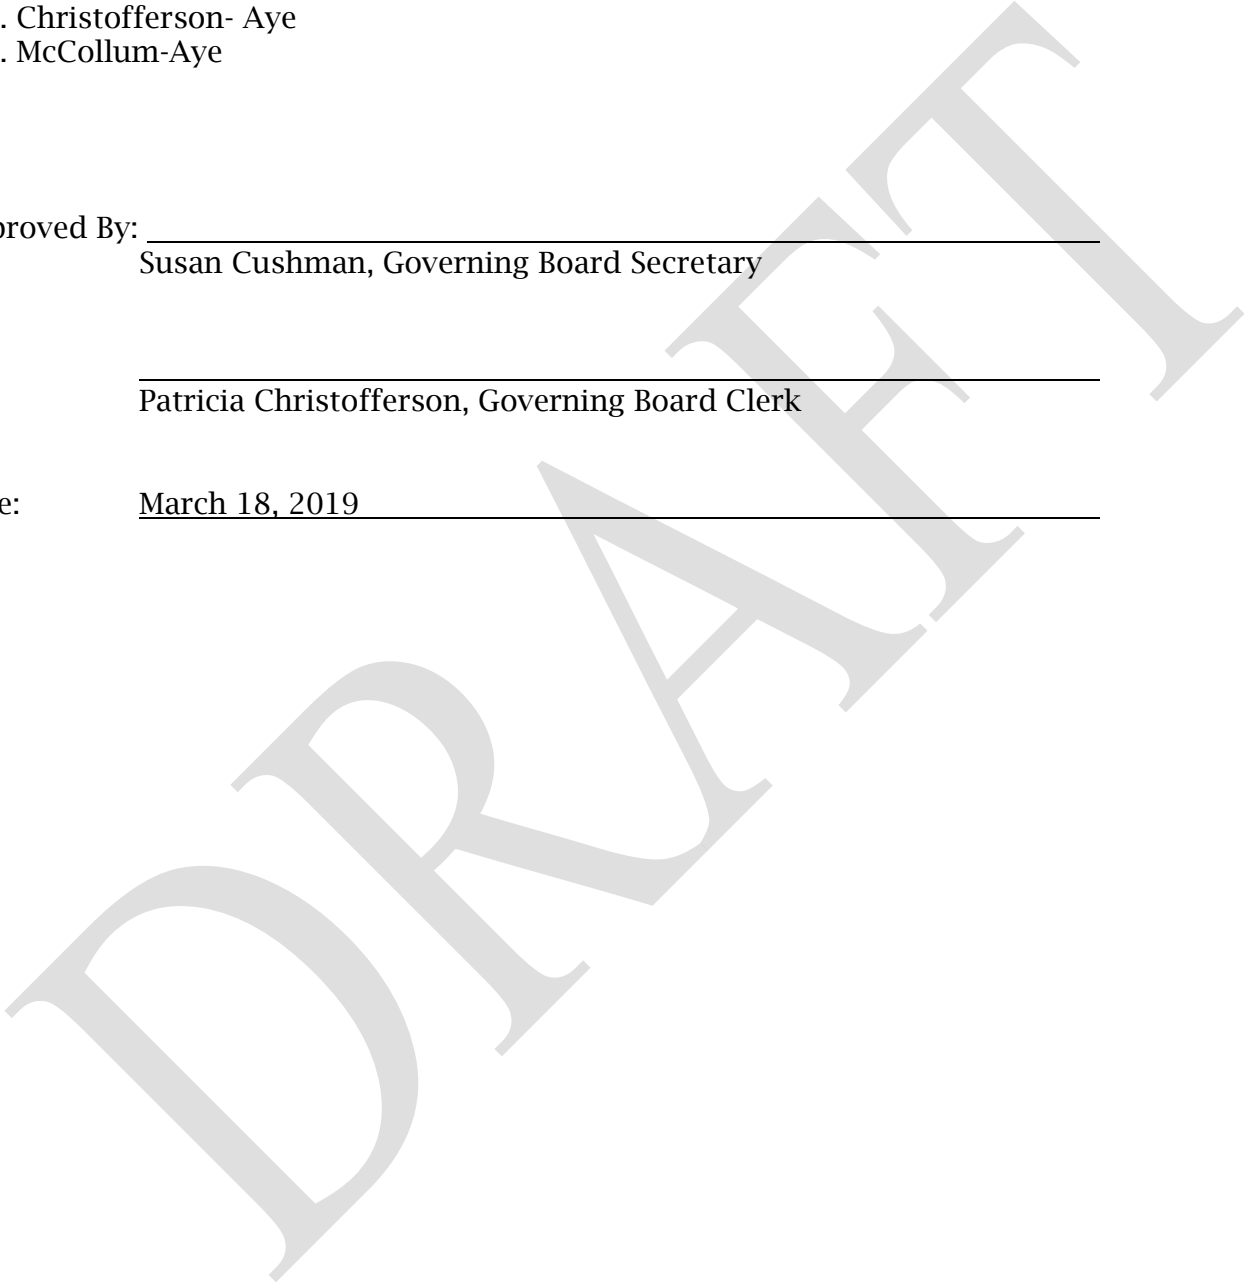 . Christofferson- Aye
. McCollum-Aye
proved By:
Susan Cushman, Governing Board Secretary
Patricia Christofferson, Governing Board Clerk
e: March 18, 2019
DRAFT